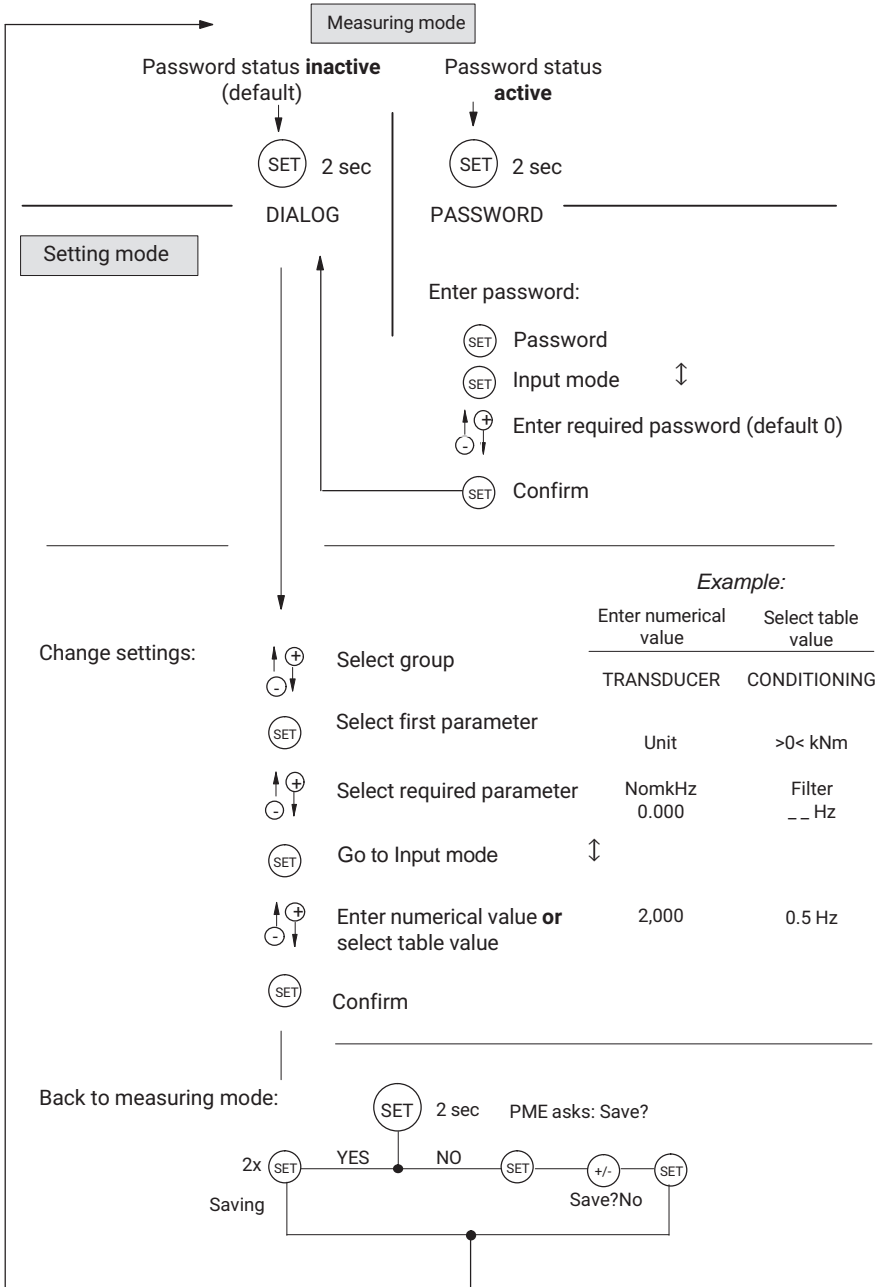 Measuring mode
Password status inactive
(default)
Password status
active
SET 2 sec
SET 2 sec
DIALOG
PASSWORD
Setting mode
Enter password:
SET Password
SET Input mode ↕
+
- Enter required password (default 0)
SET Confirm
Example:
Enter numerical
value
Select table
value
Change settings:
+
- Select group
TRANSDUCER CONDITIONING
SET Select first parameter
Unit >0< kNm
+
- Select required parameter
NomkHz
0.000
Filter
_ _ Hz
SET Go to Input mode ↕
+
- Enter numerical value or
select table value
2,000 0.5 Hz
SET Confirm
Back to measuring mode:
SET 2 sec PME asks: Save?
2x SET YES NO SET +/- SET
Saving Save?No